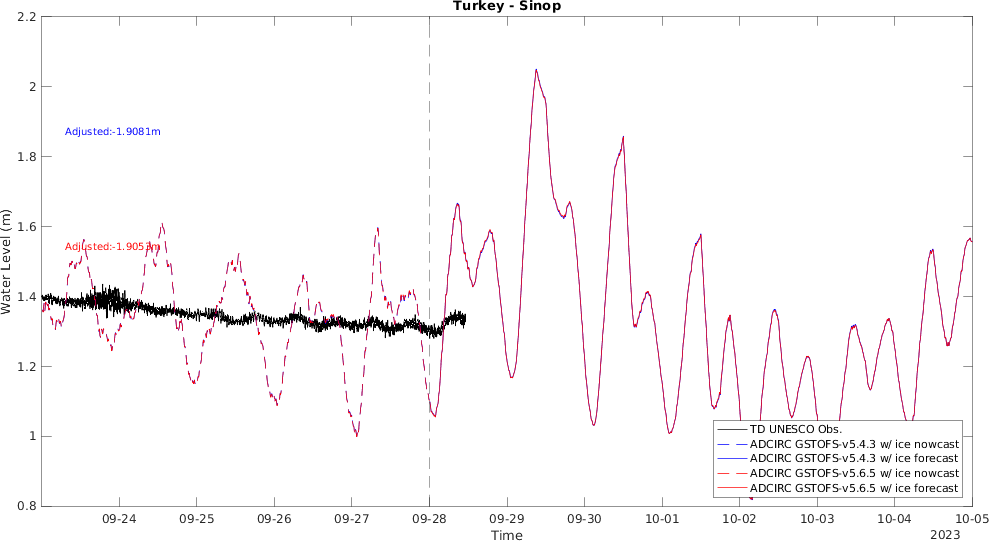 Turkey - Sinop
2.2
2
1.8
1.6
1.4
1.2
1
0.8
Water Level (m)
Adjusted:-1.9081m
Adjusted:-1.9053m
TD UNESCO Obs.
ADCIRC GSTOFS-v5.4.3 w/ ice nowcast
ADCIRC GSTOFS-v5.4.3 w/ ice forecast
ADCIRC GSTOFS-v5.6.5 w/ ice nowcast
ADCIRC GSTOFS-v5.6.5 w/ ice forecast
09-24 09-25 09-26 09-27 09-28 09-29 09-30 10-01 10-02 10-03 10-04 10-05
Time
2023